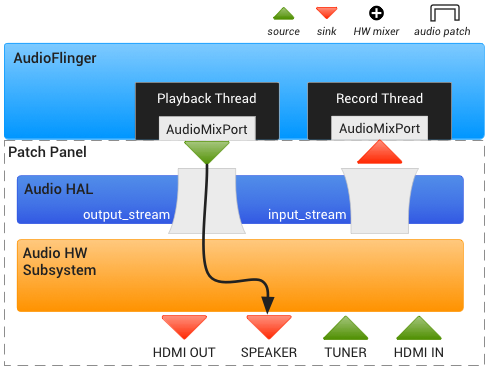 source sink HW mixer audio patch
AudioFlinger
Playback Thread Record Thread
AudioMixPort AudioMixPort
Patch Panel
Audio HAL
output_stream input_stream
Audio HW
Subsystem
HDMI OUT SPEAKER TUNER HDMI IN